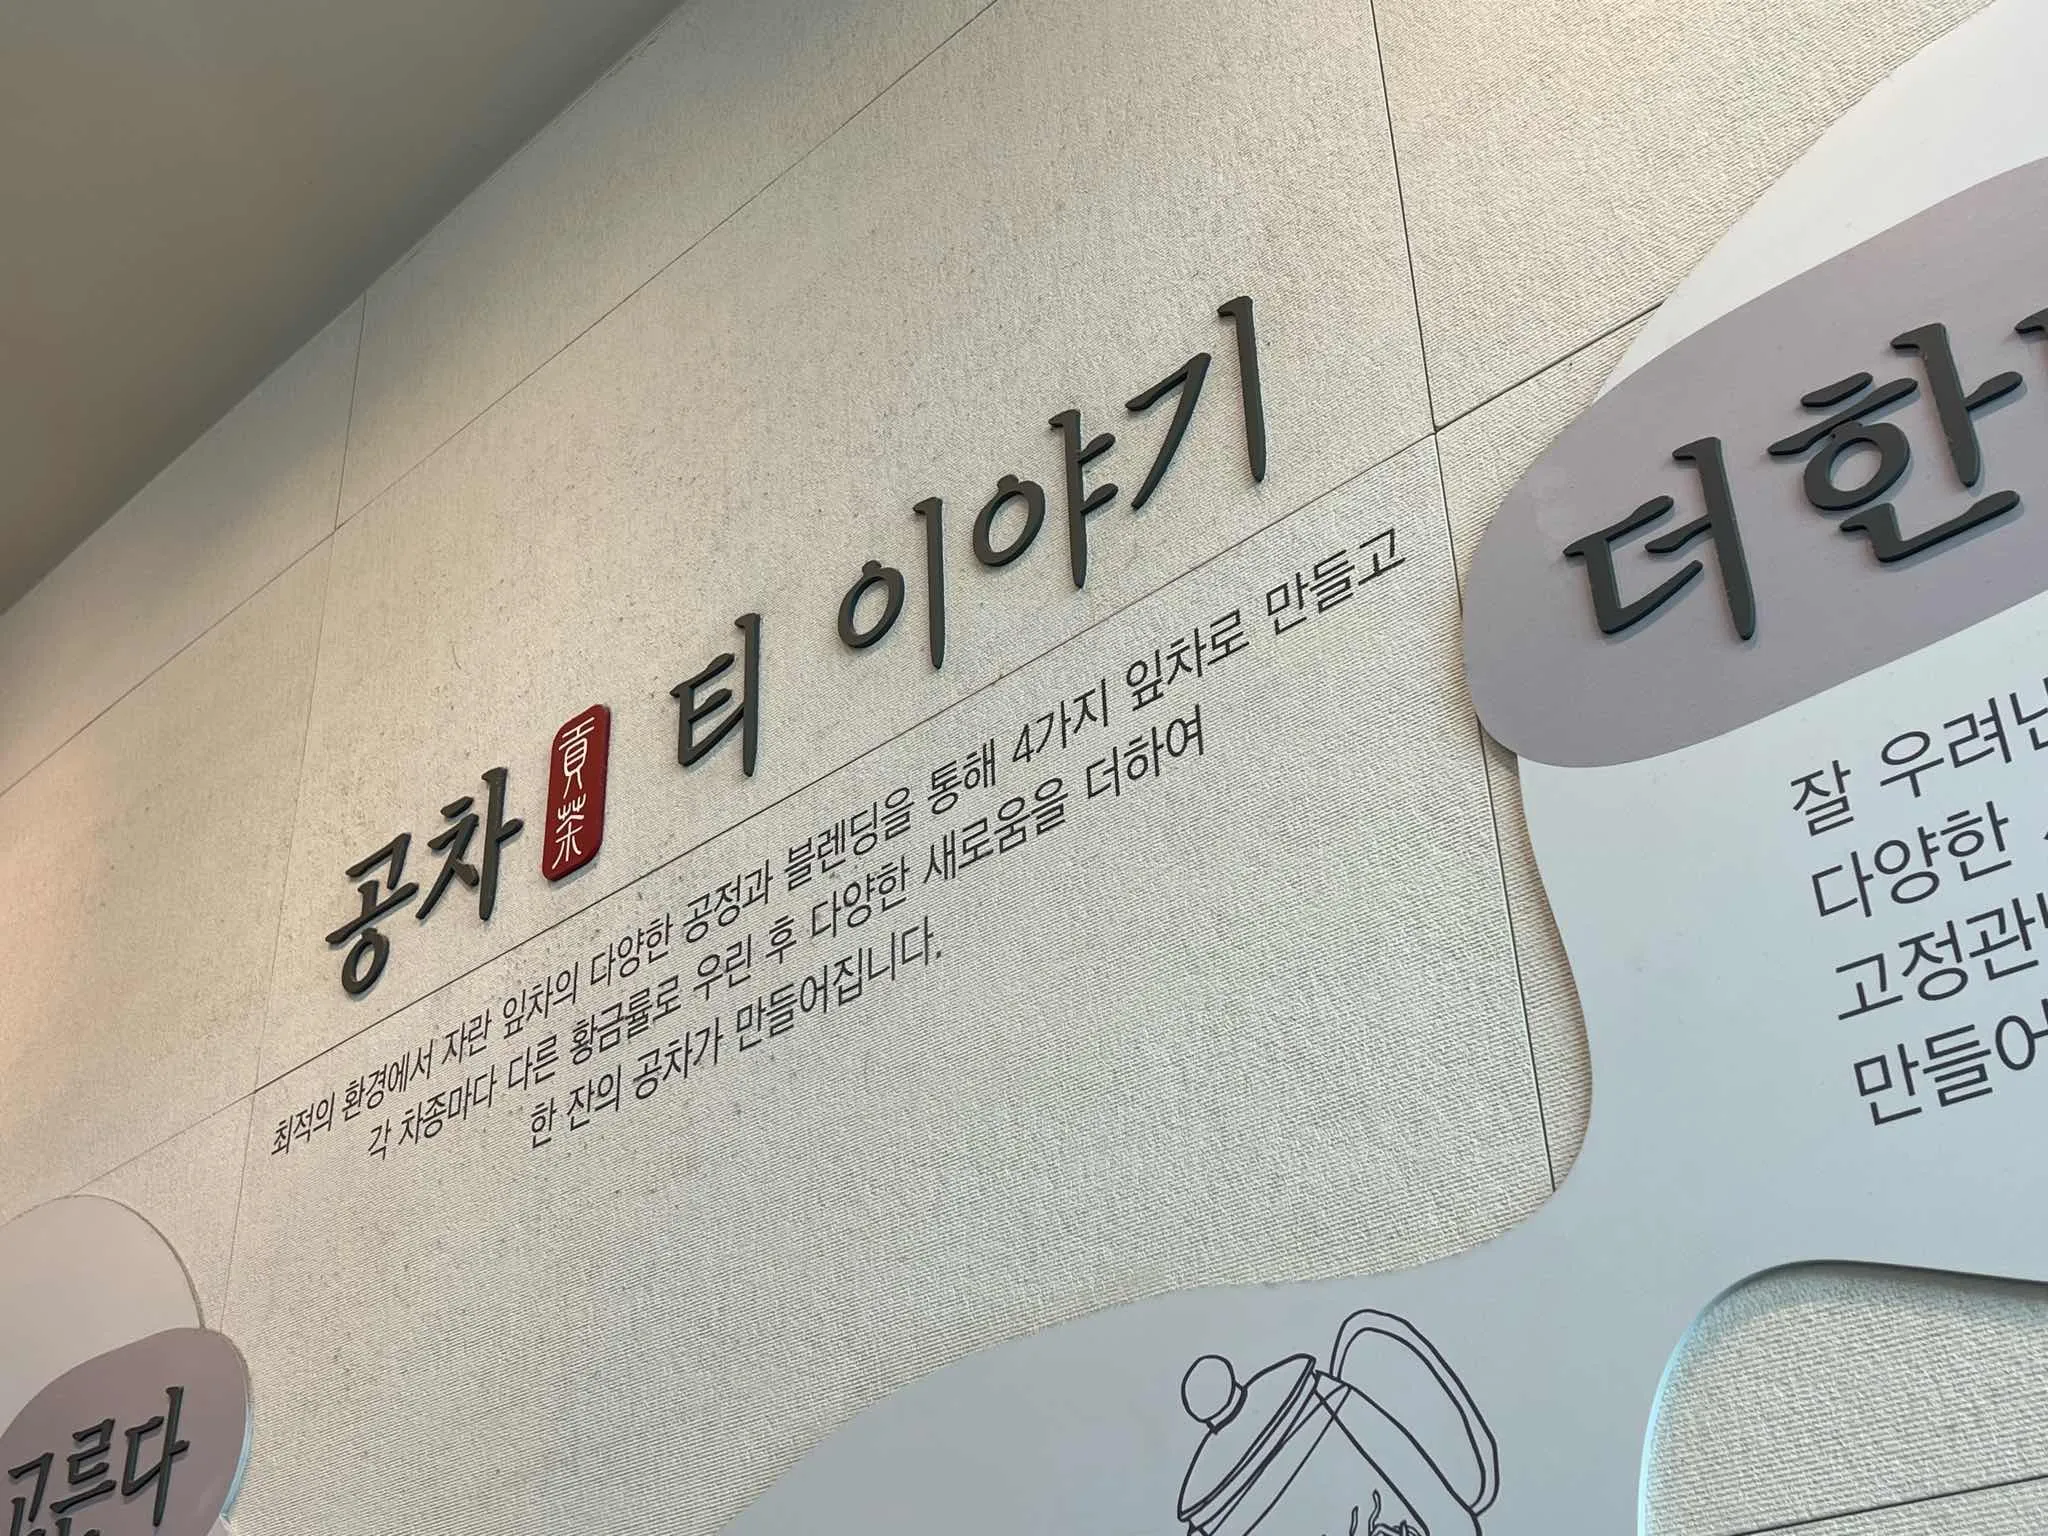 공차 貢茶 티 이야기
최적의 환경에서 자란 잎차의 다양한 공정과 블렌딩을 통해 4가지 잎차로 만들고
각 차종마다 다른 황금률로 우린 후 다양한 새로움을 더하여
한 잔의 공차가 만들어집니다.
더한
잘 우려낸
다양한
고정관
만들어
고르다